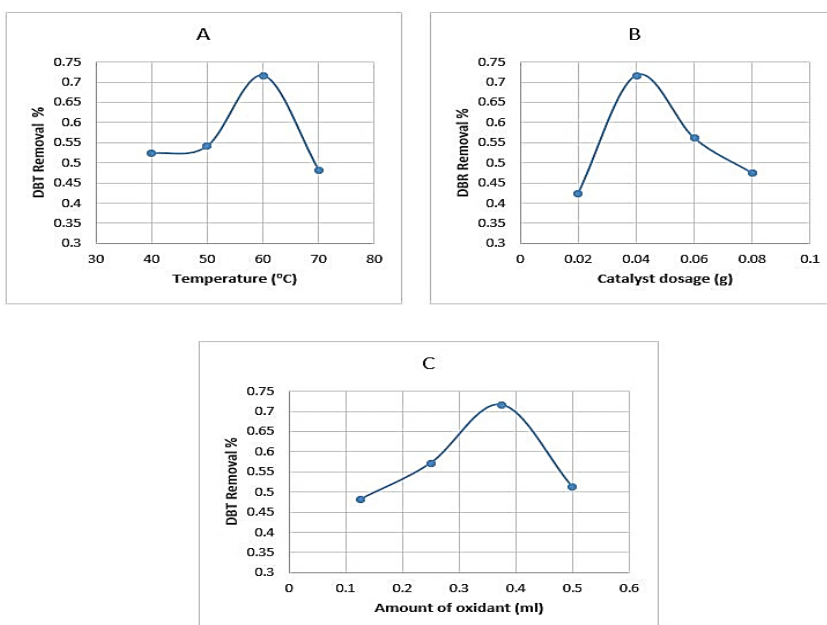 A
0.75
0.7
0.65
0.6
0.55
0.5
0.45
0.4
0.35
0.3
DBT Removal %
30 40 50 60 70 80
Temperature (°C)
B
0.75
0.7
0.65
0.6
0.55
0.5
0.45
0.4
0.35
0.3
DBR Removal %
0 0.02 0.04 0.06 0.08 0.1
Catalyst dosage (g)
C
0.75
0.7
0.65
0.6
0.55
0.5
0.45
0.4
0.35
0.3
DBT Removal %
0 0.1 0.2 0.3 0.4 0.5 0.6
Amount of oxidant (ml)